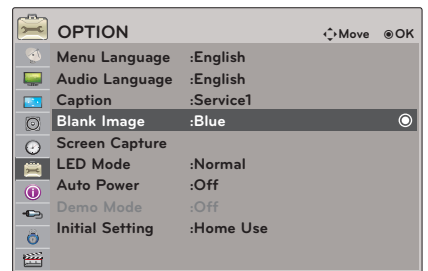 OPTION Move OK
Menu Language :English
Audio Language :English
Caption :Service1
Blank Image :Blue
Screen Capture
LED Mode :Normal
Auto Power :Off
Demo Mode :Off
Initial Setting :Home Use